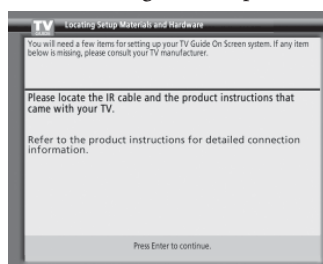 TV
GUIDE
Locating Setup Materials and Hardware
You will need a few items for setting up your TV Guide On Screen system. If any item
below is missing, please consult your TV manufacturer.
Please locate the IR cable and the product instructions that
came with your TV.
Refer to the product instructions for detailed connection
information.
Press Enter to continue.